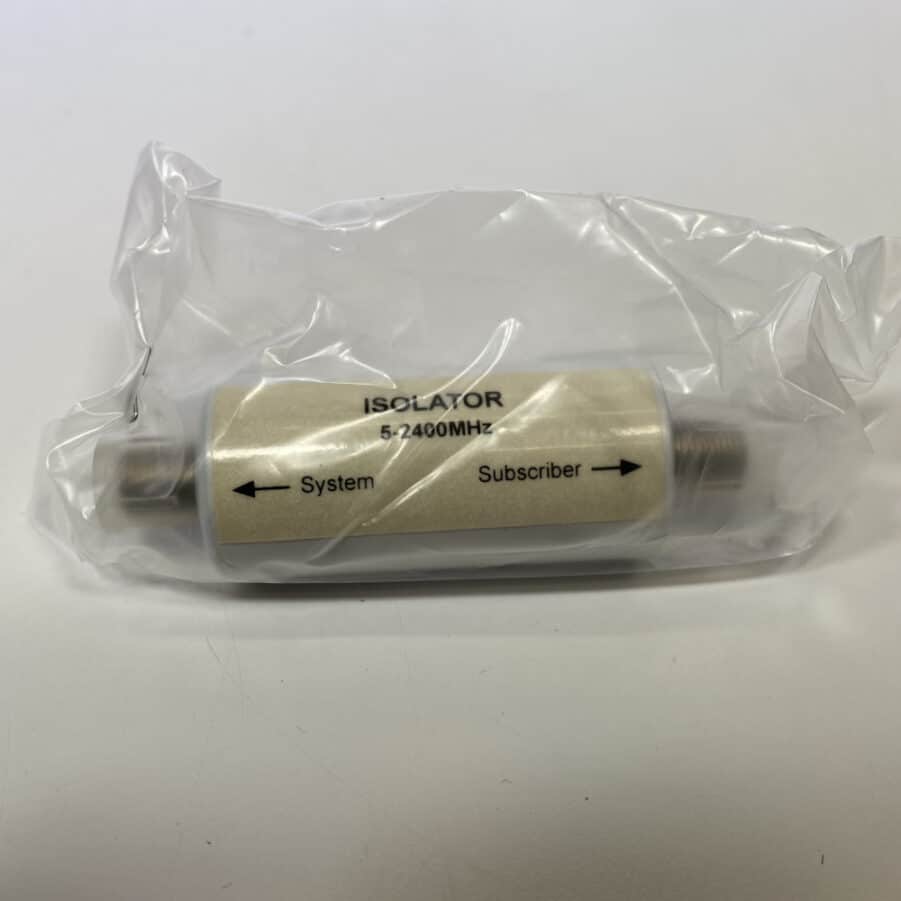 ISOLATOR
5-2400MHz
← System Subscriber →